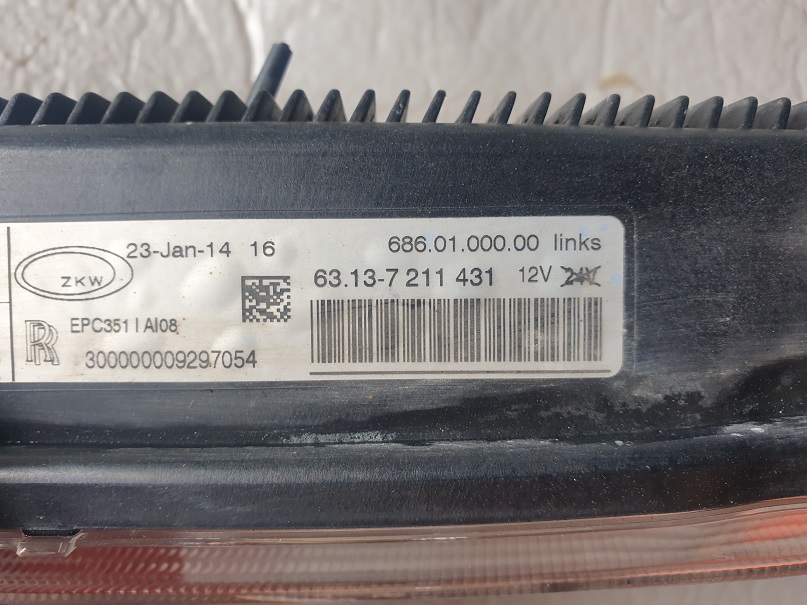 23-Jan-14 16
686.01.000.00 links
ZKW
63.13-7 211 431 12V 24V
RR
EPC351 I AI08
300000009297054